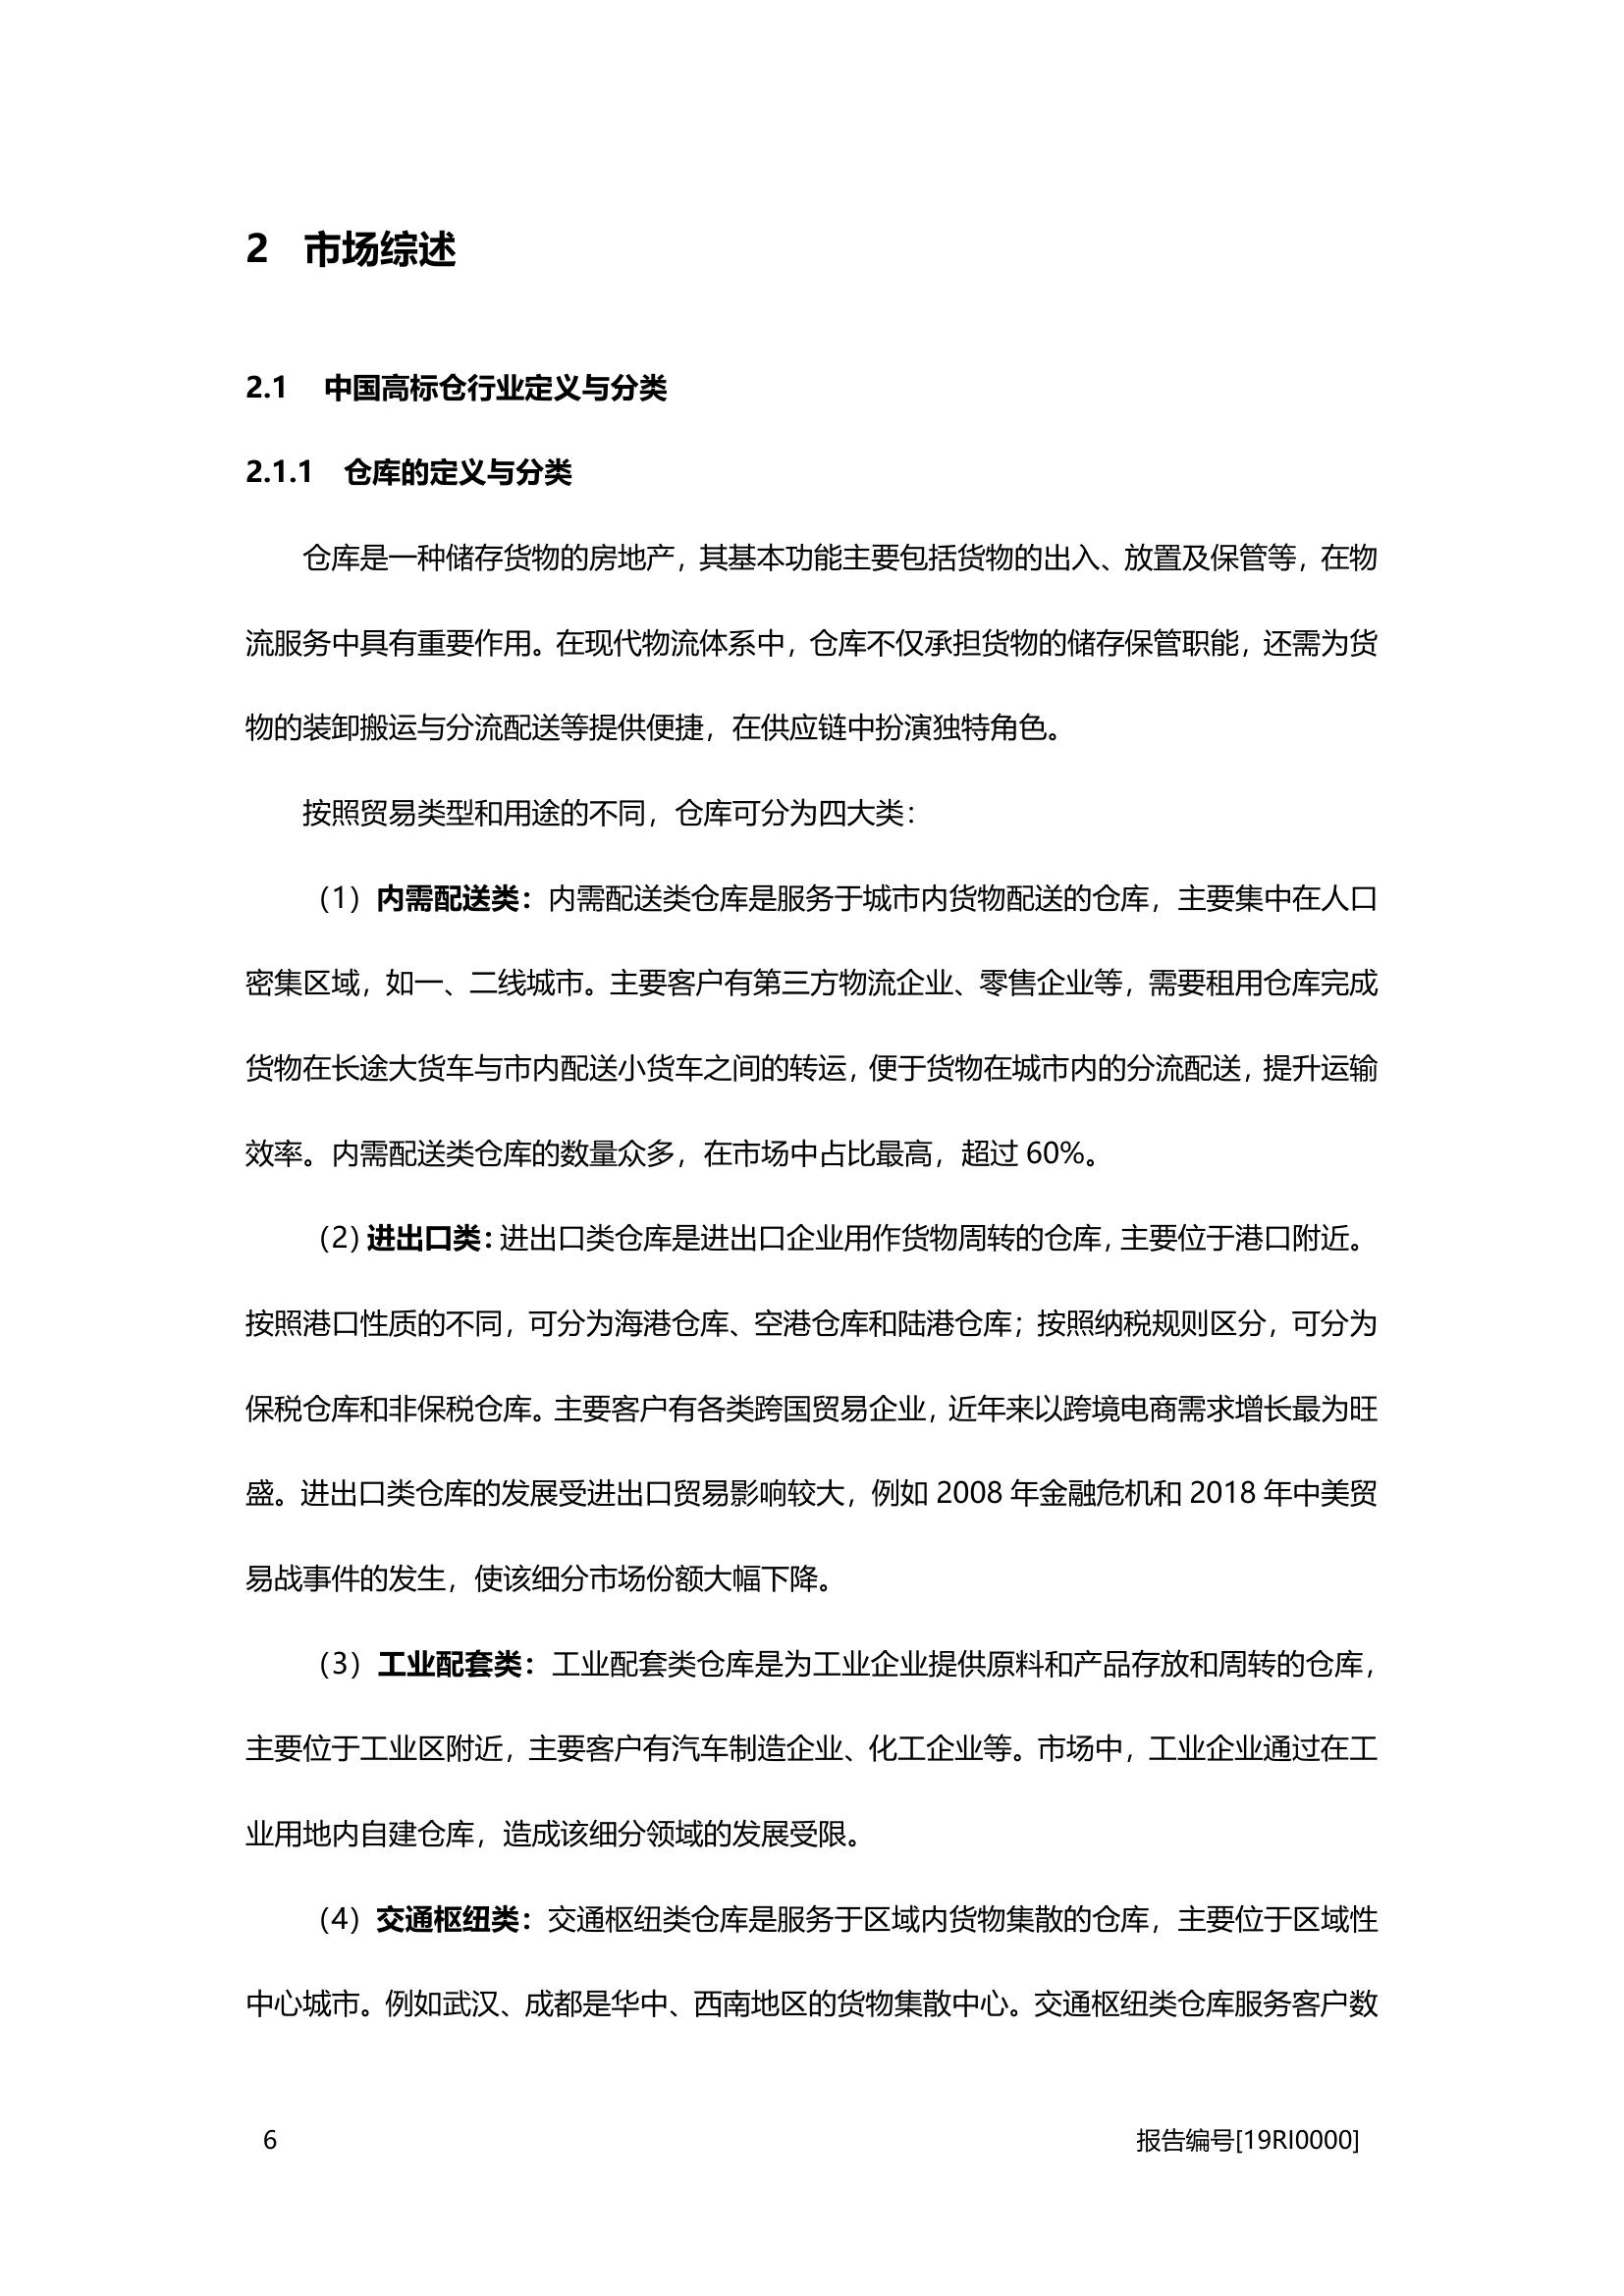 2 市场综述
2.1 中国高标仓行业定义与分类
2.1.1 仓库的定义与分类
仓库是一种储存货物的房地产，其基本功能主要包括货物的出入、放置及保管等，在物
流服务中具有重要作用。在现代物流体系中，仓库不仅承担货物的储存保管职能，还需为货
物的装卸搬运与分流配送等提供便捷，在供应链中扮演独特角色。
按照贸易类型和用途的不同，仓库可分为四大类：
（1）内需配送类：内需配送类仓库是服务于城市内货物配送的仓库，主要集中在人口
密集区域，如一、二线城市。主要客户有第三方物流企业、零售企业等，需要租用仓库完成
货物在长途大货车与市内配送小货车之间的转运，便于货物在城市内的分流配送，提升运输
效率。内需配送类仓库的数量众多，在市场中占比最高，超过 60%。
（2）进出口类：进出口类仓库是进出口企业用作货物周转的仓库，主要位于港口附近。
按照港口性质的不同，可分为海港仓库、空港仓库和陆港仓库；按照纳税规则区分，可分为
保税仓库和非保税仓库。主要客户有各类跨国贸易企业，近年来以跨境电商需求增长最为旺
盛。进出口类仓库的发展受进出口贸易影响较大，例如 2008 年金融危机和 2018 年中美贸
易战事件的发生，使该细分市场份额大幅下降。
（3）工业配套类：工业配套类仓库是为工业企业提供原料和产品存放和周转的仓库，
主要位于工业区附近，主要客户有汽车制造企业、化工企业等。市场中，工业企业通过在工
业用地内自建仓库，造成该细分领域的发展受限。
（4）交通枢纽类：交通枢纽类仓库是服务于区域内货物集散的仓库，主要位于区域性
中心城市。例如武汉、成都是华中、西南地区的货物集散中心。交通枢纽类仓库服务客户数
6 报告编号[19RI0000]